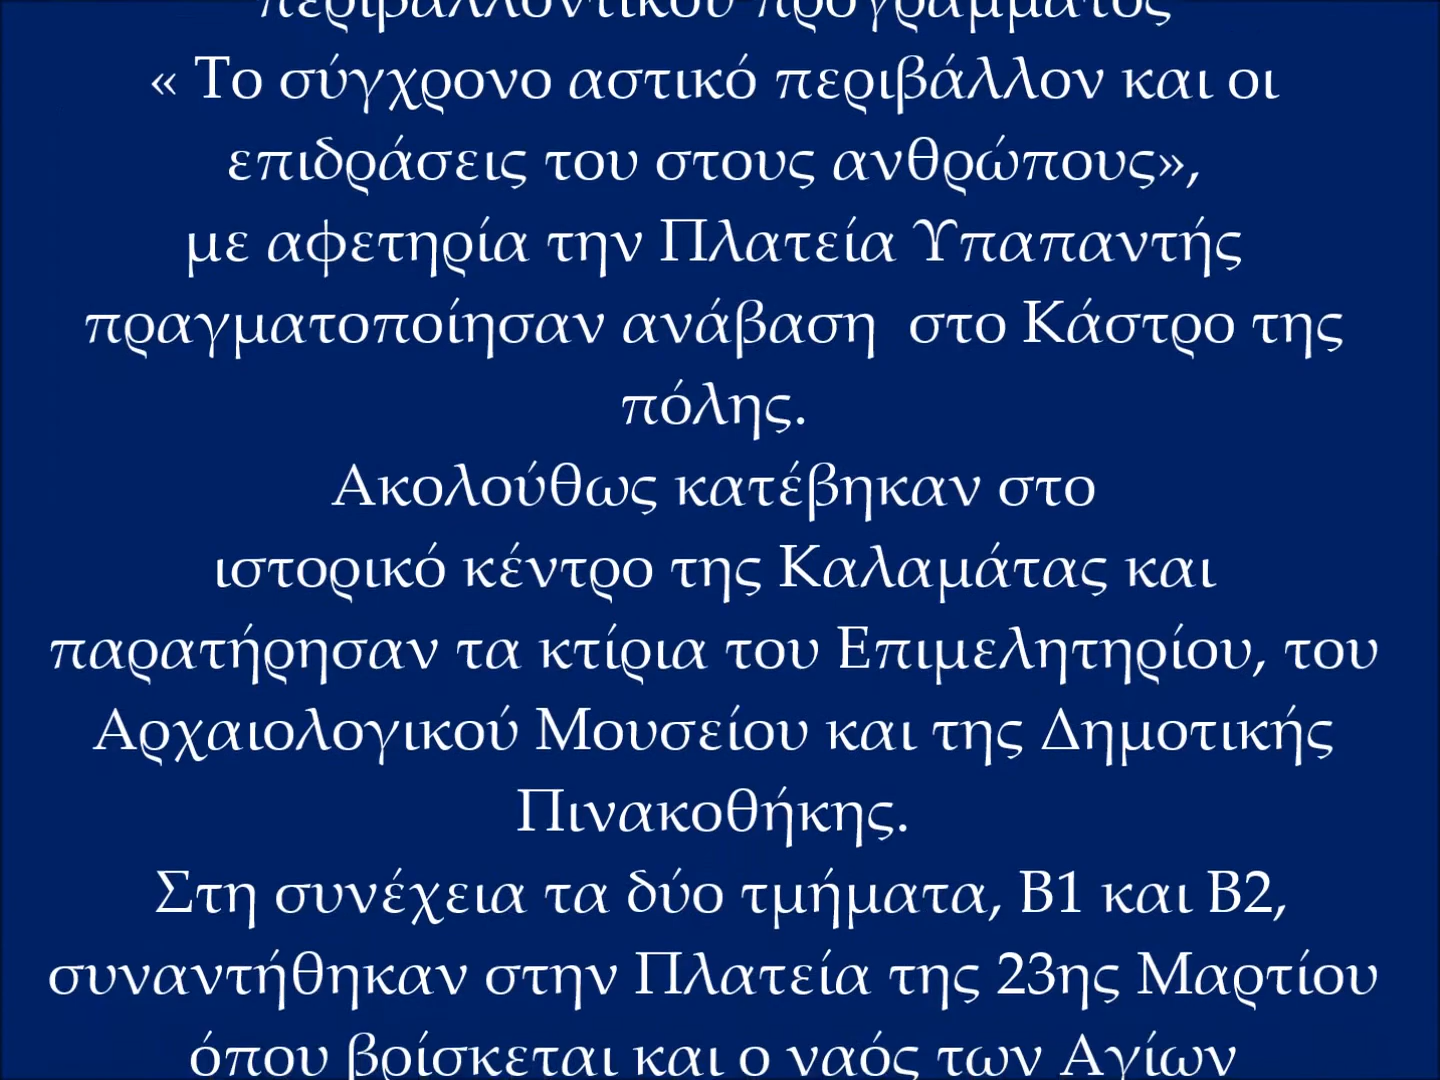 περιβαλλοντικού προγράμματος
« Το σύγχρονο αστικό περιβάλλον και οι
επιδράσεις του στους ανθρώπους»,
με αφετηρία την Πλατεία Υπαπαντής
πραγματοποίησαν ανάβαση  στο Κάστρο της
πόλης.
Ακολούθως κατέβηκαν στο
ιστορικό κέντρο της Καλαμάτας και
παρατήρησαν τα κτίρια του Επιμελητηρίου, του
Αρχαιολογικού Μουσείου και της Δημοτικής
Πινακοθήκης.
Στη συνέχεια τα δύο τμήματα, Β1 και Β2,
συναντήθηκαν στην Πλατεία της 23ης Μαρτίου
όπου βρίσκεται και ο ναός των Αγίων